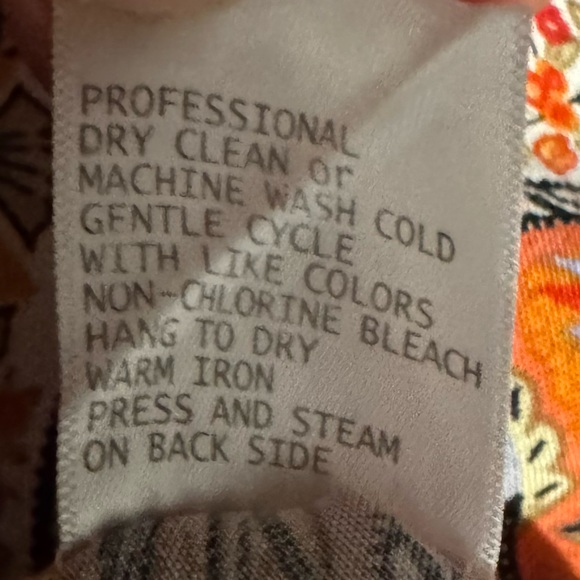 PROFESSIONAL
DRY CLEAN Or
MACHINE WASH COLD
GENTLE CYCLE
WITH LIKE COLORS
NON-CHLORINE BLEACH
HANG TO DRY
WARM IRON
PRESS AND STEAM
ON BACK SIDE